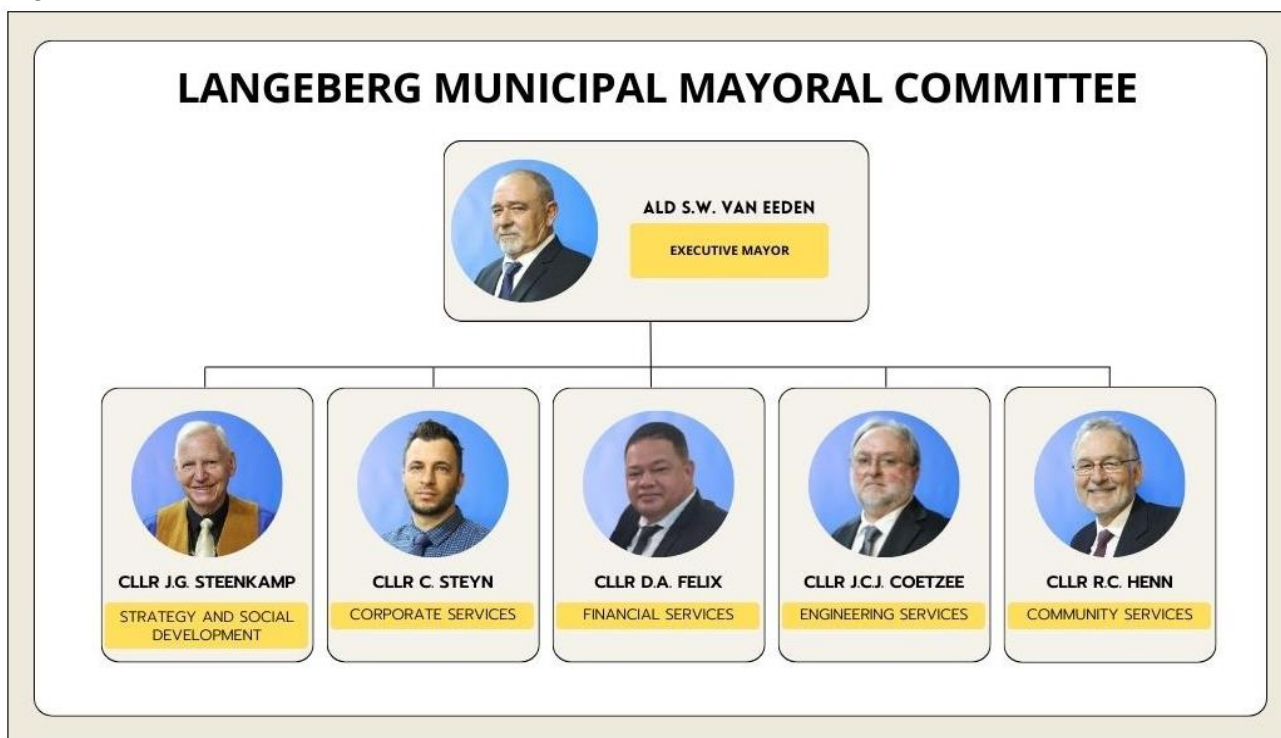 LANGEBERG MUNICIPAL MAYORAL COMMITTEE
ALD S.W. VAN EEDEN
EXECUTIVE MAYOR
CLLR J.G. STEENKAMP
STRATEGY AND SOCIAL
DEVELOPMENT
CLLR C. STEYN
CORPORATE SERVICES
CLLR D.A. FELIX
FINANCIAL SERVICES
CLLR J.C.J. COETZEE
ENGINEERING SERVICES
CLLR R.C. HENN
COMMUNITY SERVICES